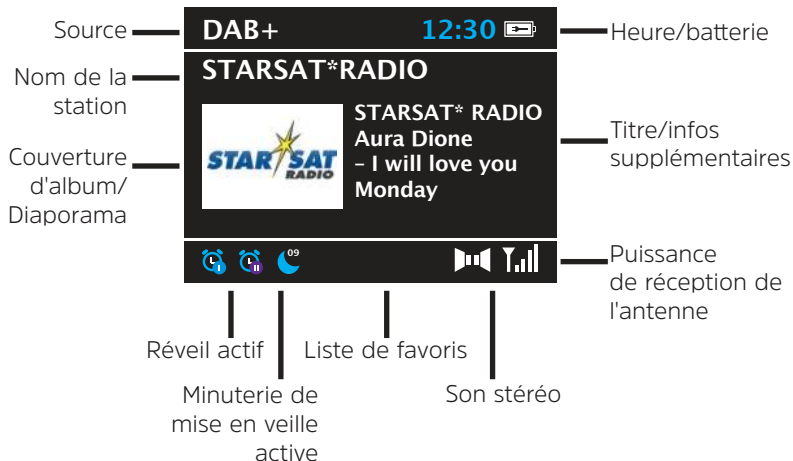 Source
DAB+
12:30
Heure/batterie
Nom de la
station
STARSAT*RADIO
Couverture
d'album/
Diaporama
STAR SAT
RADIO
STARSAT* RADIO
Aura Dione
– I will love you
Monday
Titre/infos
supplémentaires
I
II
09
Puissance
de réception de
l'antenne
Réveil actif
Liste de favoris
Minuterie de
mise en veille
active
Son stéréo